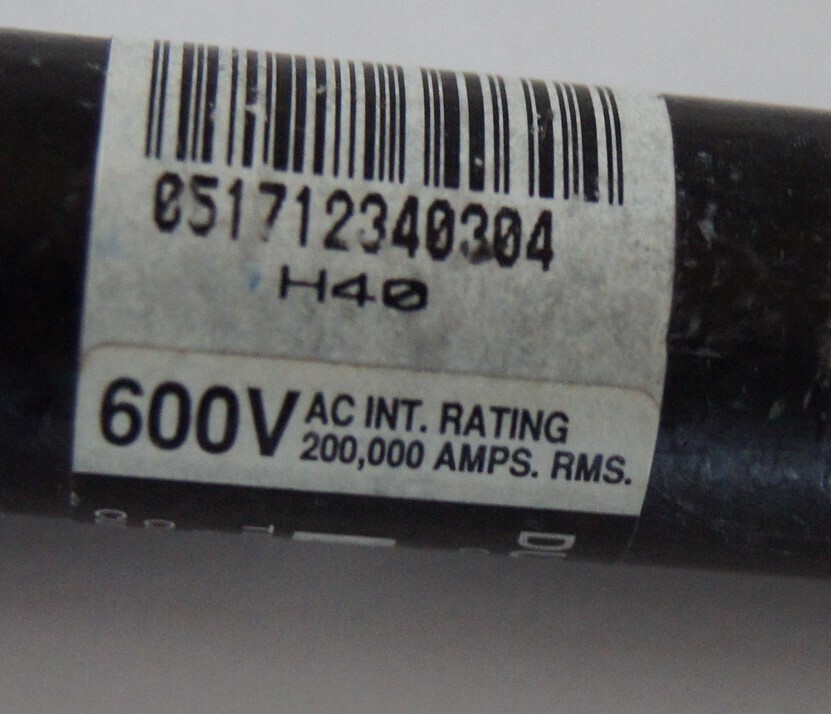 051712340304
H40
600V AC INT. RATING
200,000 AMPS. RMS.